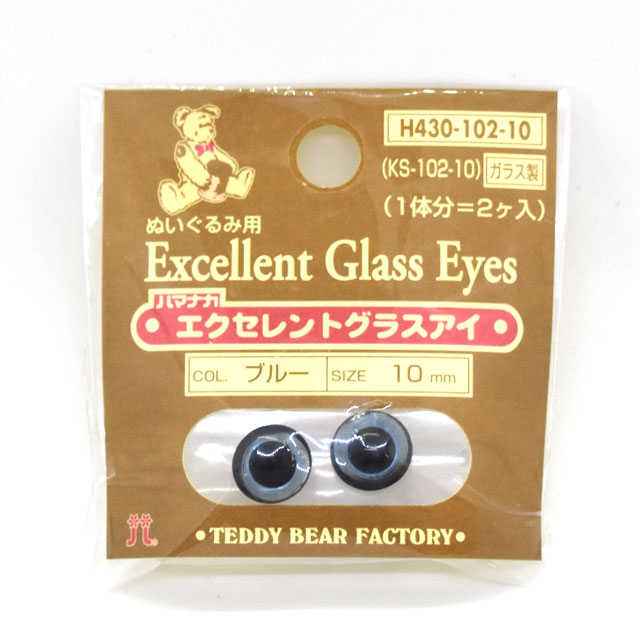 H430-102-10
(KS-102-10) ガラス製
(1体分=2ヶ入)
ぬいぐるみ用
Excellent Glass Eyes
ハマナカ
・エクセレントグラスアイ・
COL. ブルー SIZE 10 mm
• TEDDY BEAR FACTORY •